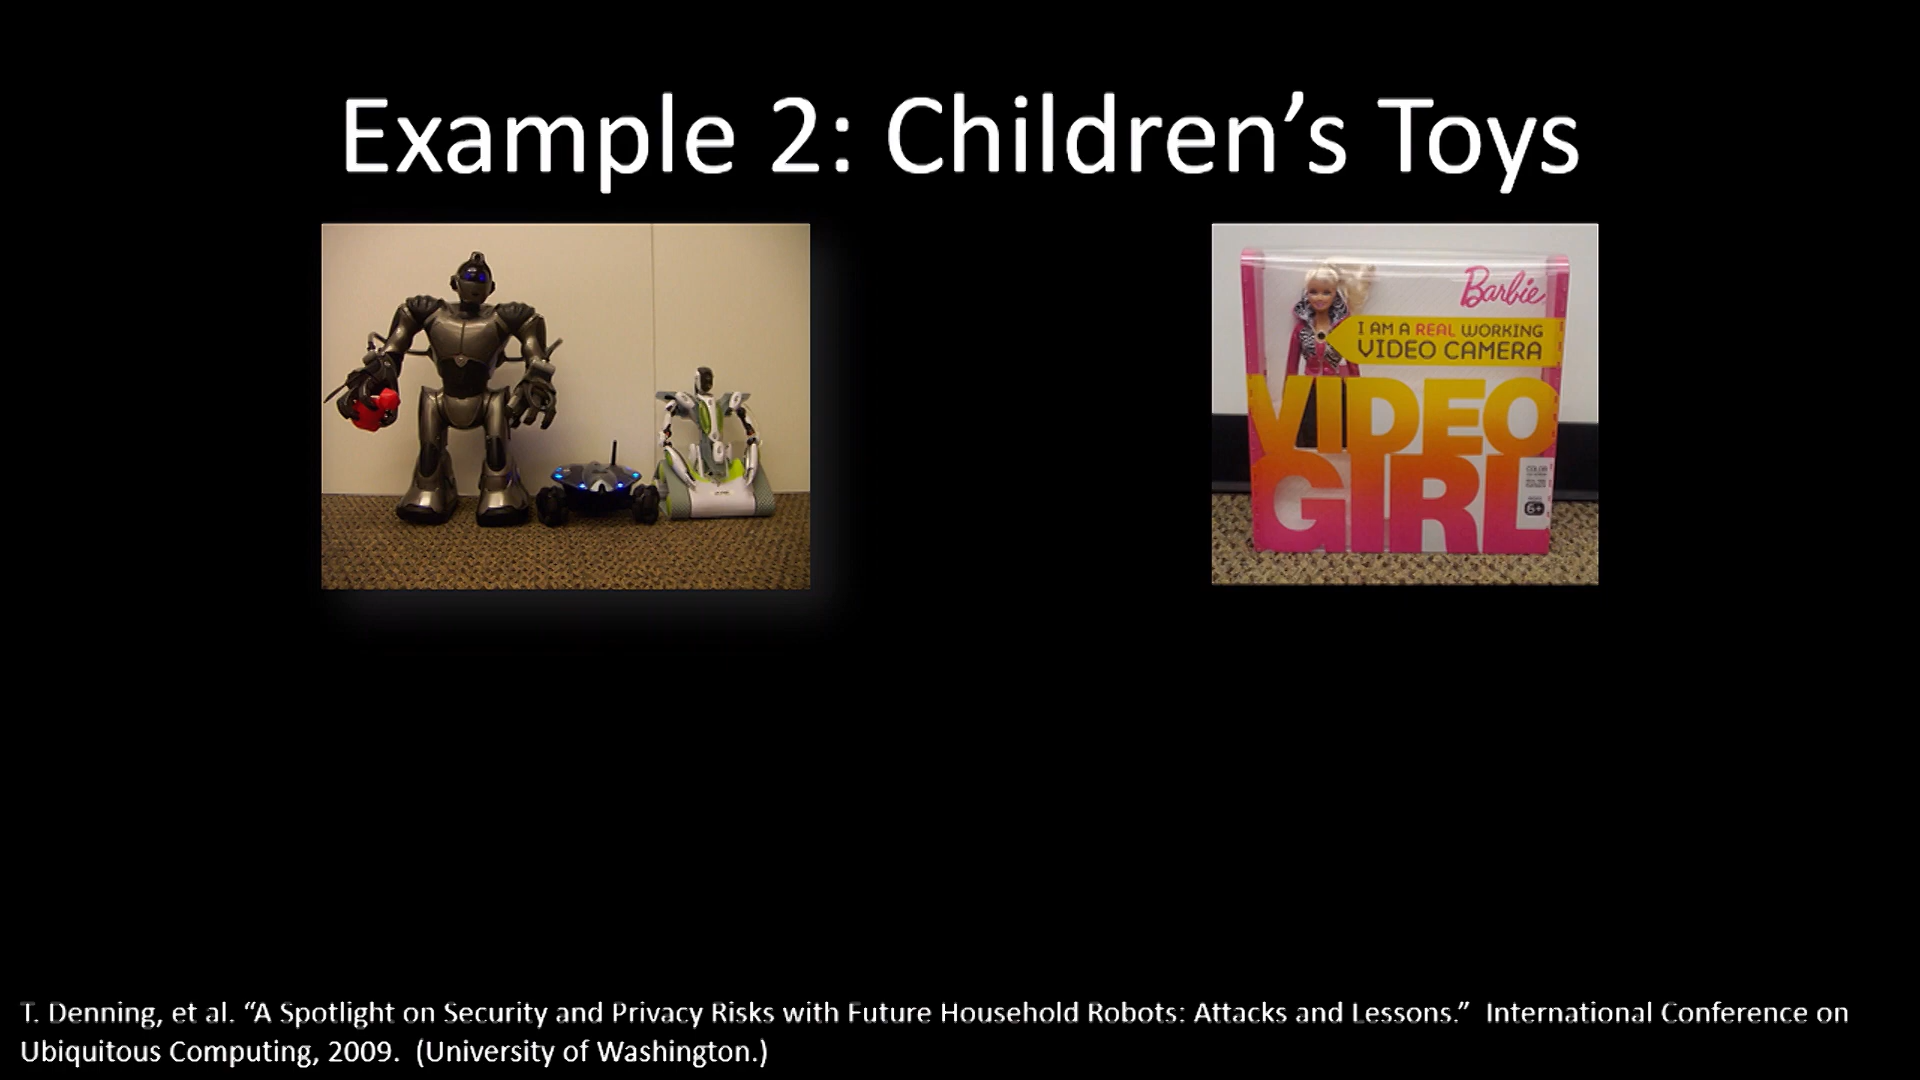 Example 2: Children’s Toys
Barbie
I AM A REAL WORKING
VIDEO CAMERA
VIDEO
GIRL
COLOR
6+
T. Denning, et al. “A Spotlight on Security and Privacy Risks with Future Household Robots: Attacks and Lessons.” International Conference on
Ubiquitous Computing, 2009. (University of Washington.)